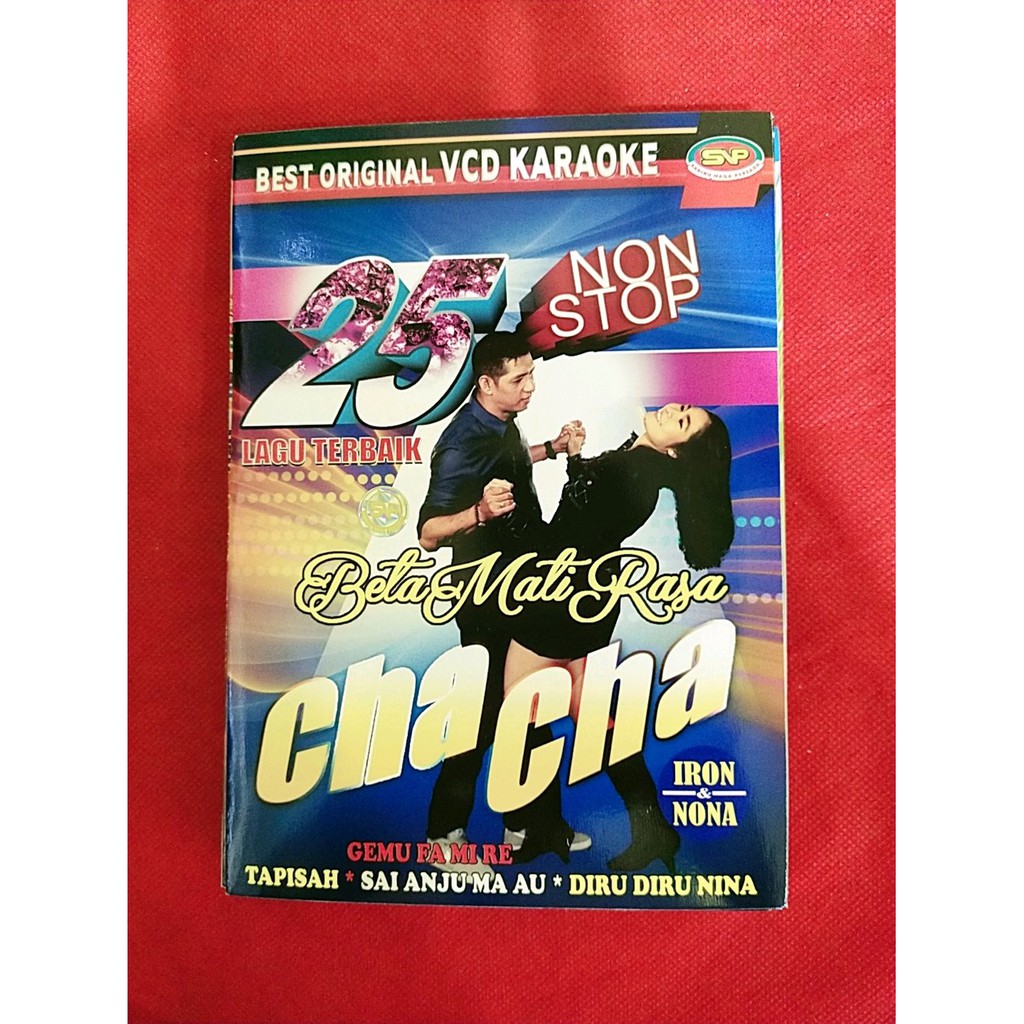 BEST ORIGINAL VCD KARAOKE
SNP
25
NON
STOP
LAGU TERBAIK
Beta Mati Rasa
Cha Cha
IRON
&
NONA
GEMU FA MI RE
TAPISAH * SAI ANJU MA AU * DIRU DIRU NINA